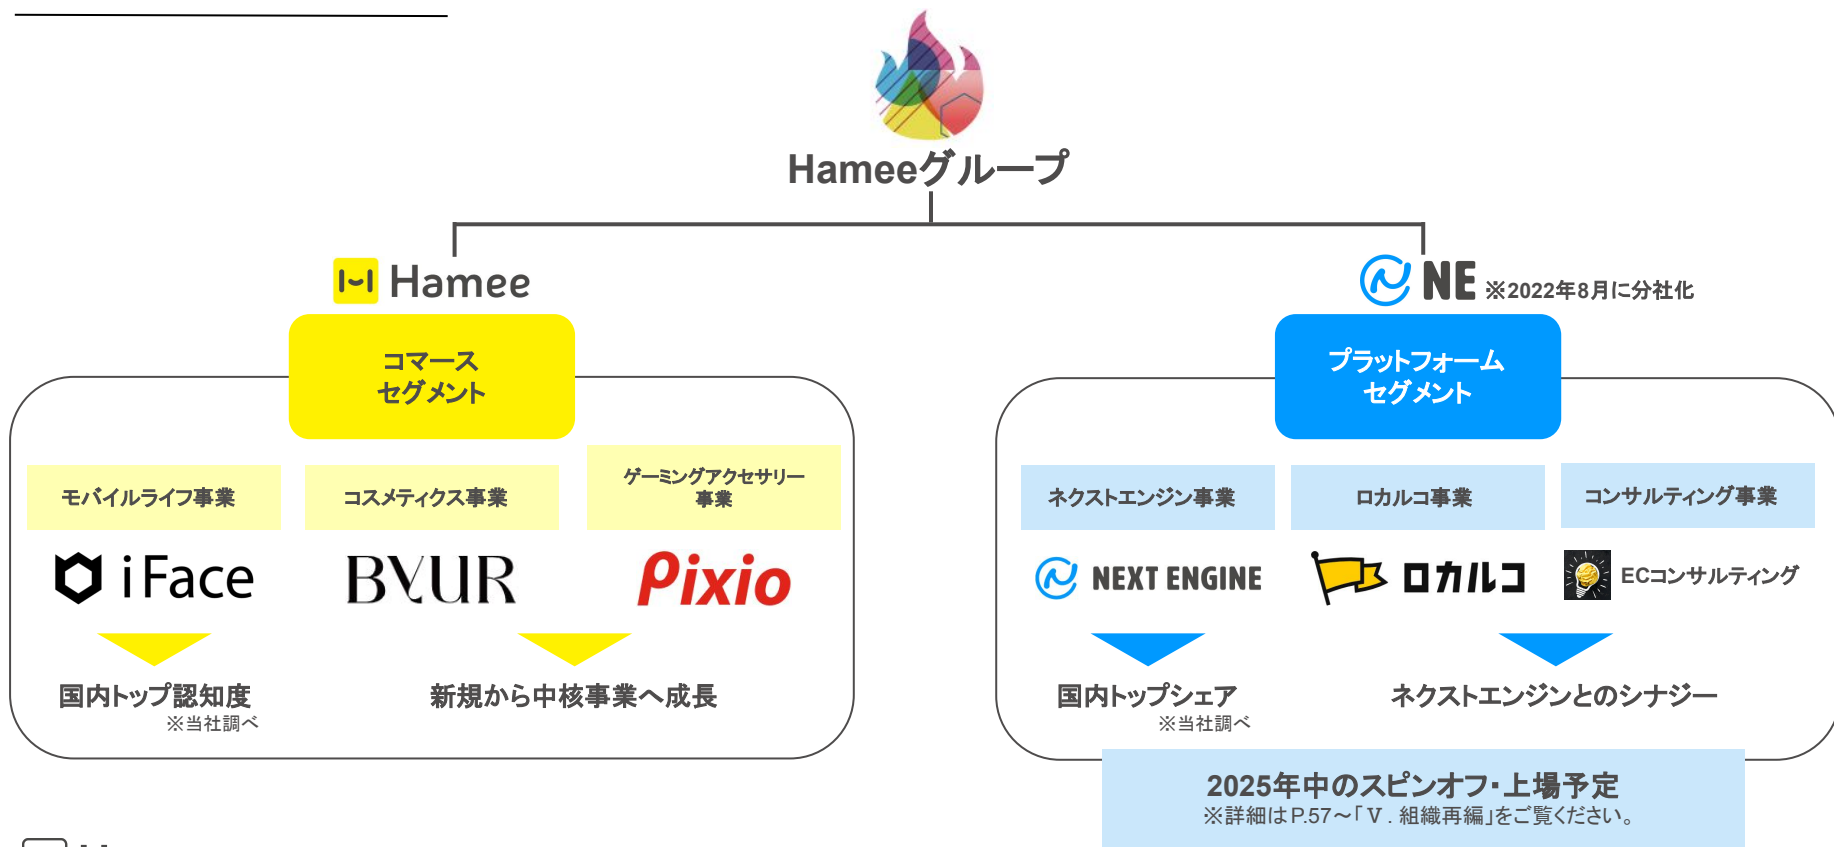 Hameeグループ
Hamee
NE ※2022年8月に分社化
コマース
セグメント
プラットフォーム
セグメント
モバイルライフ事業
コスメティクス事業
ゲーミングアクセサリー
事業
ネクストエンジン事業
ロカルコ事業
コンサルティング事業
iFace
BYUR
Pixio
NEXT ENGINE
ロカルコ
ECコンサルティング
国内トップ認知度
※当社調べ
新規から中核事業へ成長
国内トップシェア
※当社調べ
ネクストエンジンとのシナジー
2025年中のスピンオフ・上場予定
※詳細はP.57～「Ⅴ.組織再編」をご覧ください。